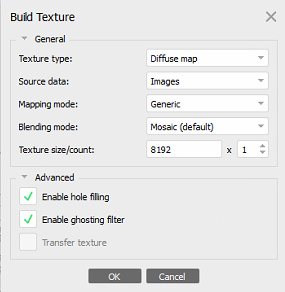 Build Texture
General
Texture type: Diffuse map
Source data: Images
Mapping mode: Generic
Blending mode: Mosaic (default)
Texture size/count: 8192 x 1
Advanced
Enable hole filling
Enable ghosting filter
Transfer texture
OK Cancel